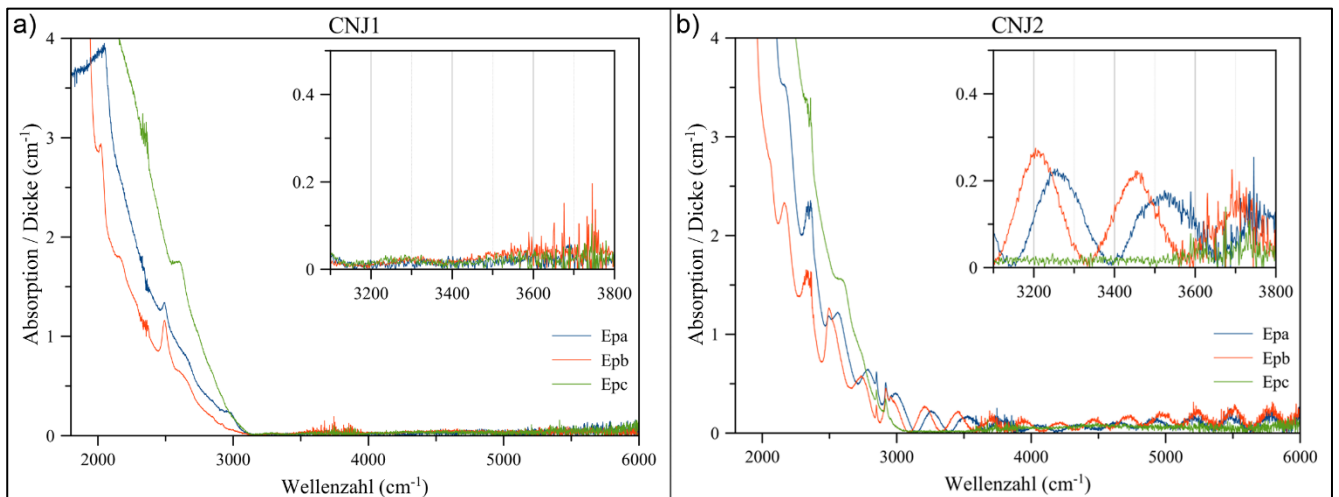 a)
CNJ1
Absorption / Dicke (cm⁻¹)
4
3
2
1
0
2000 3000 4000 5000 6000
Wellenzahl (cm⁻¹)
0.4
0.2
0
3200 3400 3600 3800
Epa
Epb
Epc
b)
CNJ2
Absorption / Dicke (cm⁻¹)
4
3
2
1
0
2000 3000 4000 5000 6000
Wellenzahl (cm⁻¹)
0.4
0.2
0
3200 3400 3600 3800
Epa
Epb
Epc